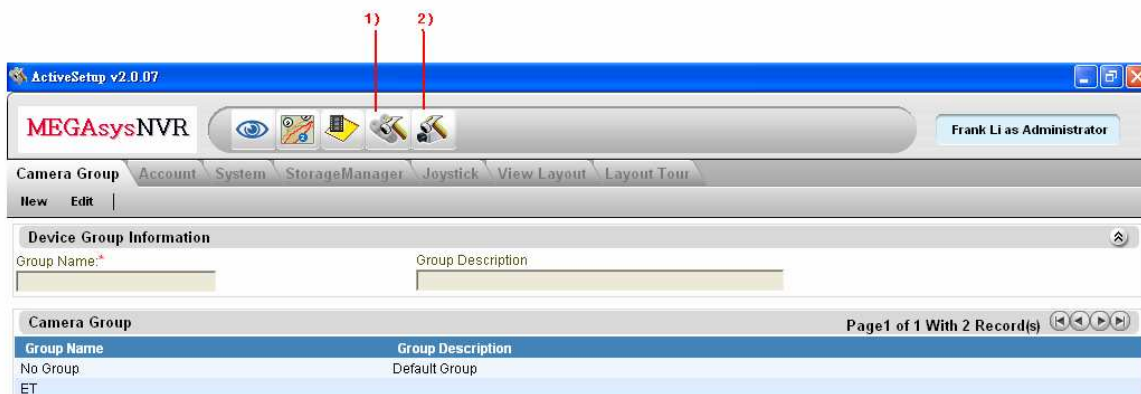 1) 2)
ActiveSetup v2.0.07
MEGAsysNVR
Frank Li as Administrator
Camera Group Account System StorageManager Joystick View Layout Layout Tour
New Edit
Device Group Information
Group Name:* Group Description
Camera Group Page1 of 1 With 2 Record(s)
Group Name Group Description
No Group Default Group
ET